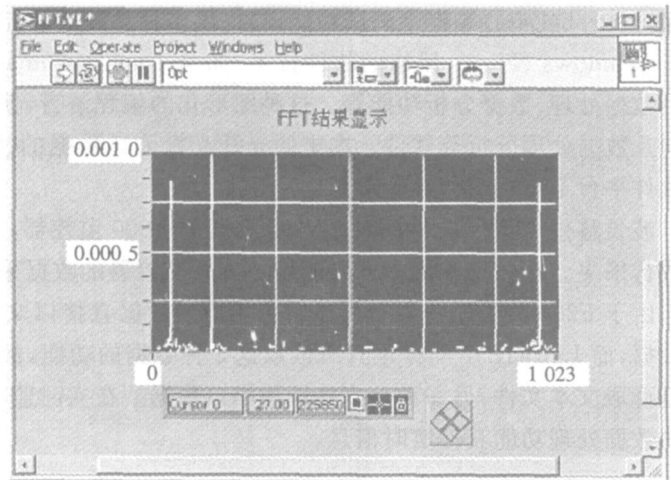 FFT.VI *
File Edit Operate Project Windows Help
Opt
1
FFT结果显示
0.001 0
0.000 5
0
1 023
Cursor 0 27.00